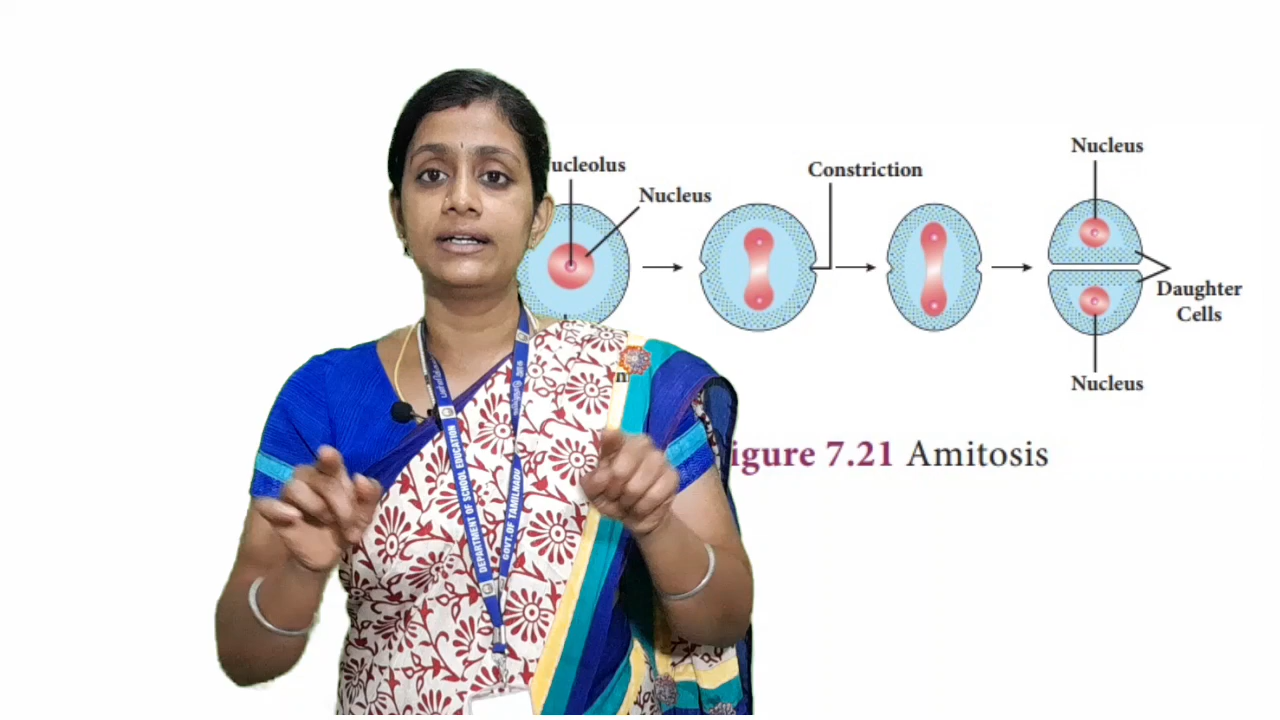 Nucleus
ucleolus
Constriction
Nucleus
Daughter
Cells
Nucleus
igure 7.21 Amitosis
DEPARTMENT OF SCHOOL EDUCATION
GOVT.OF TAMILNADU